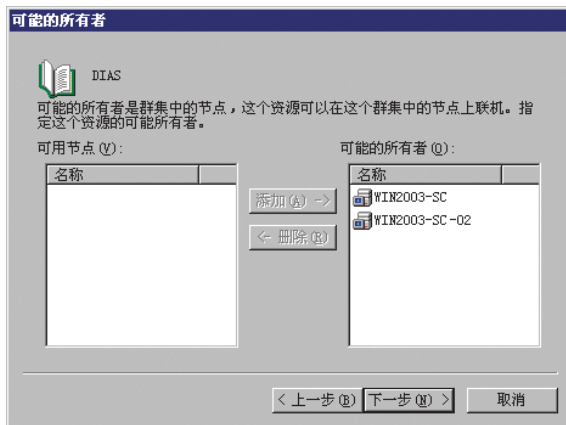 可能的所有者
DIAS
可能的所有者是群集中的节点，这个资源可以在这个群集中的节点上联机。指
定这个资源的可能所有者。
可用节点(V):
可能的所有者(O):
名称
名称
添加(A) ->
WIN2003-SC
WIN2003-SC-02
<- 删除(R)
< 上一步(B)
下一步(N) >
取消